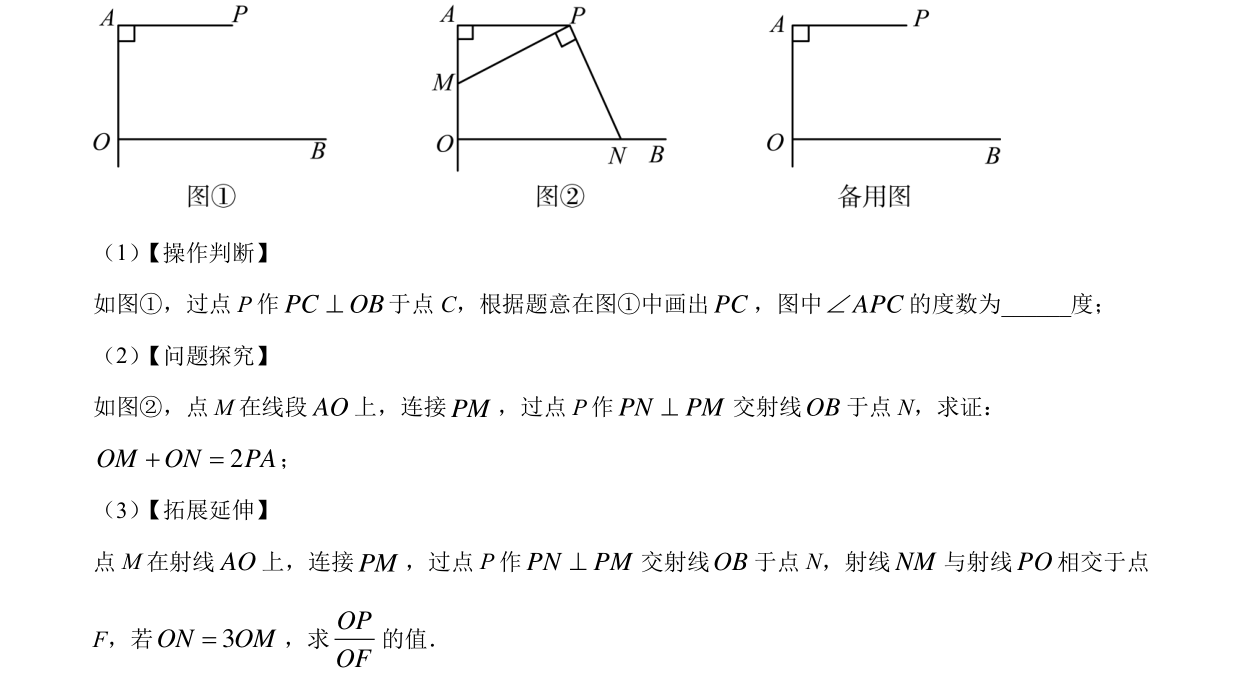 A P A P A P
M
O B O N B O B
图① 图② 备用图
（1）【操作判断】
如图①，过点 P 作 PC ⊥ OB 于点 C，根据题意在图①中画出 PC ，图中 ∠APC 的度数为______度；
（2）【问题探究】
如图②，点 M 在线段 AO 上，连接 PM ，过点 P 作 PN ⊥ PM 交射线 OB 于点 N，求证：
OM + ON = 2PA；
（3）【拓展延伸】
点 M 在射线 AO 上，连接 PM ，过点 P 作 PN ⊥ PM 交射线 OB 于点 N，射线 NM 与射线 PO 相交于点
F，若 ON = 3OM ，求 OP/OF 的值．